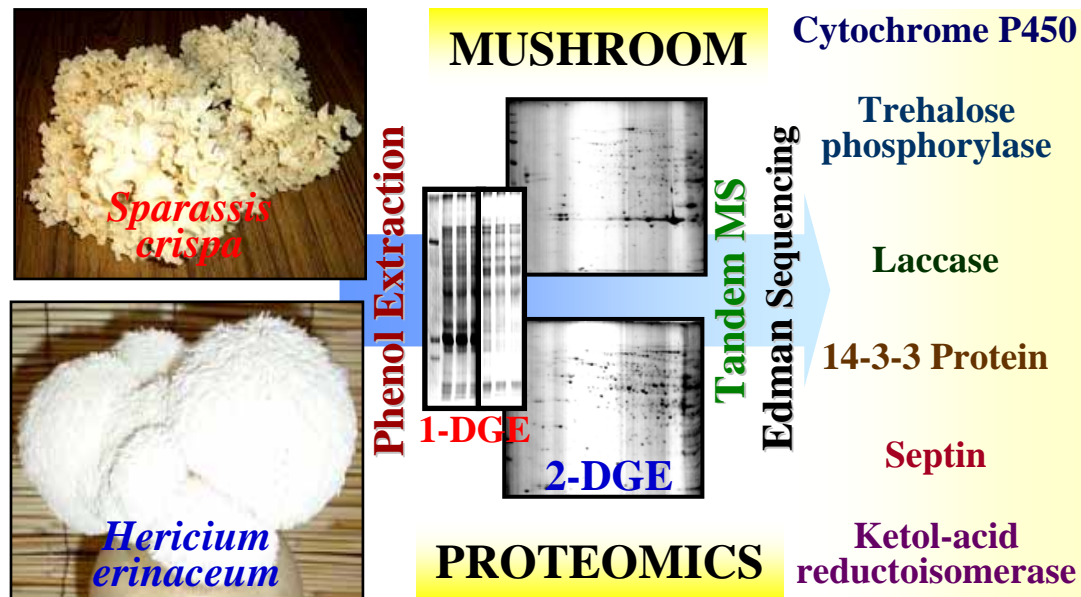 Sparassis
crispa
Hericium
erinaceum
Phenol Extraction
MUSHROOM
1-DGE
2-DGE
PROTEOMICS
Tandem MS
Edman Sequencing
Cytochrome P450
Trehalose
phosphorylase
Laccase
14-3-3 Protein
Septin
Ketol-acid
reductoisomerase